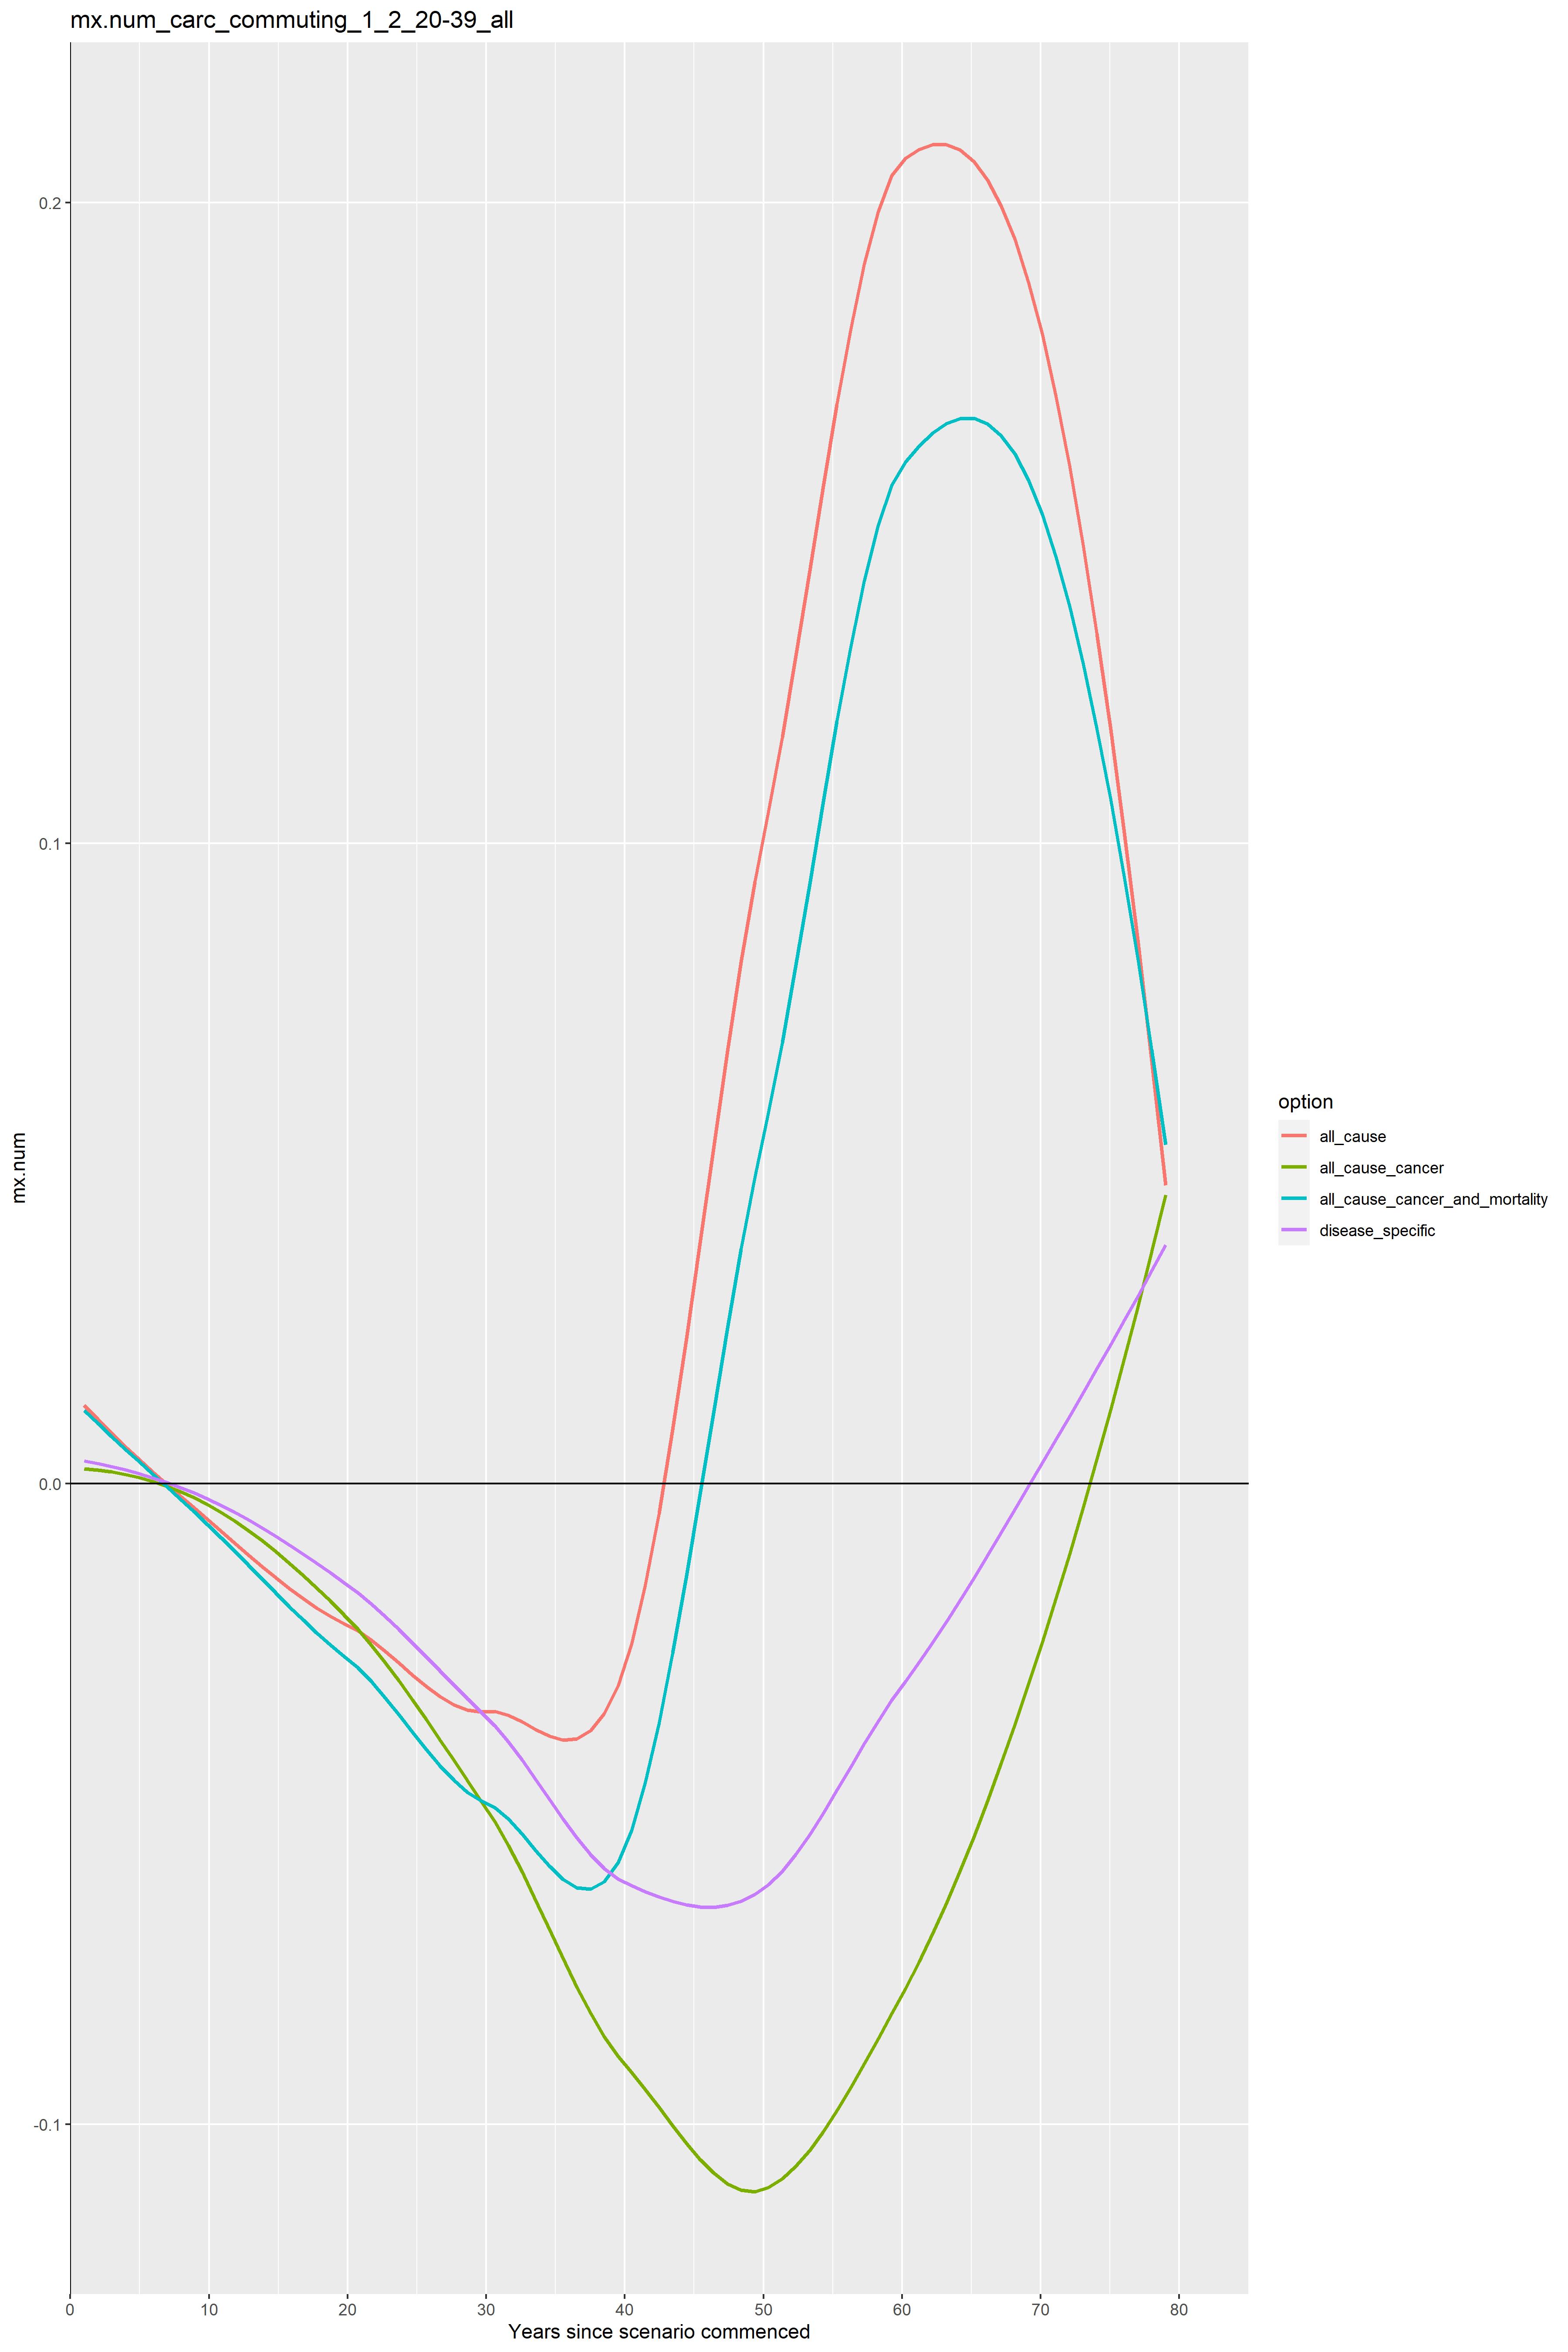 mx.num_carc_commuting_1_2_20-39_all
0.2
0.1
0.0
-0.1
mx.num
0 10 20 30 40 50 60 70 80
Years since scenario commenced
option
all_cause
all_cause_cancer
all_cause_cancer_and_mortality
disease_specific